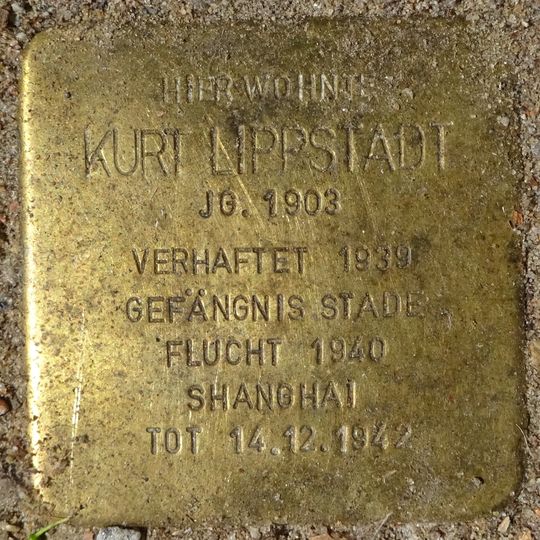 HIER WOHNTE
KURT LIPPSTADT
JG. 1903
VERHAFTET 1939
GEFÄNGNIS STADE
FLUCHT 1940
SHANGHAI
TOT 14.12.1942